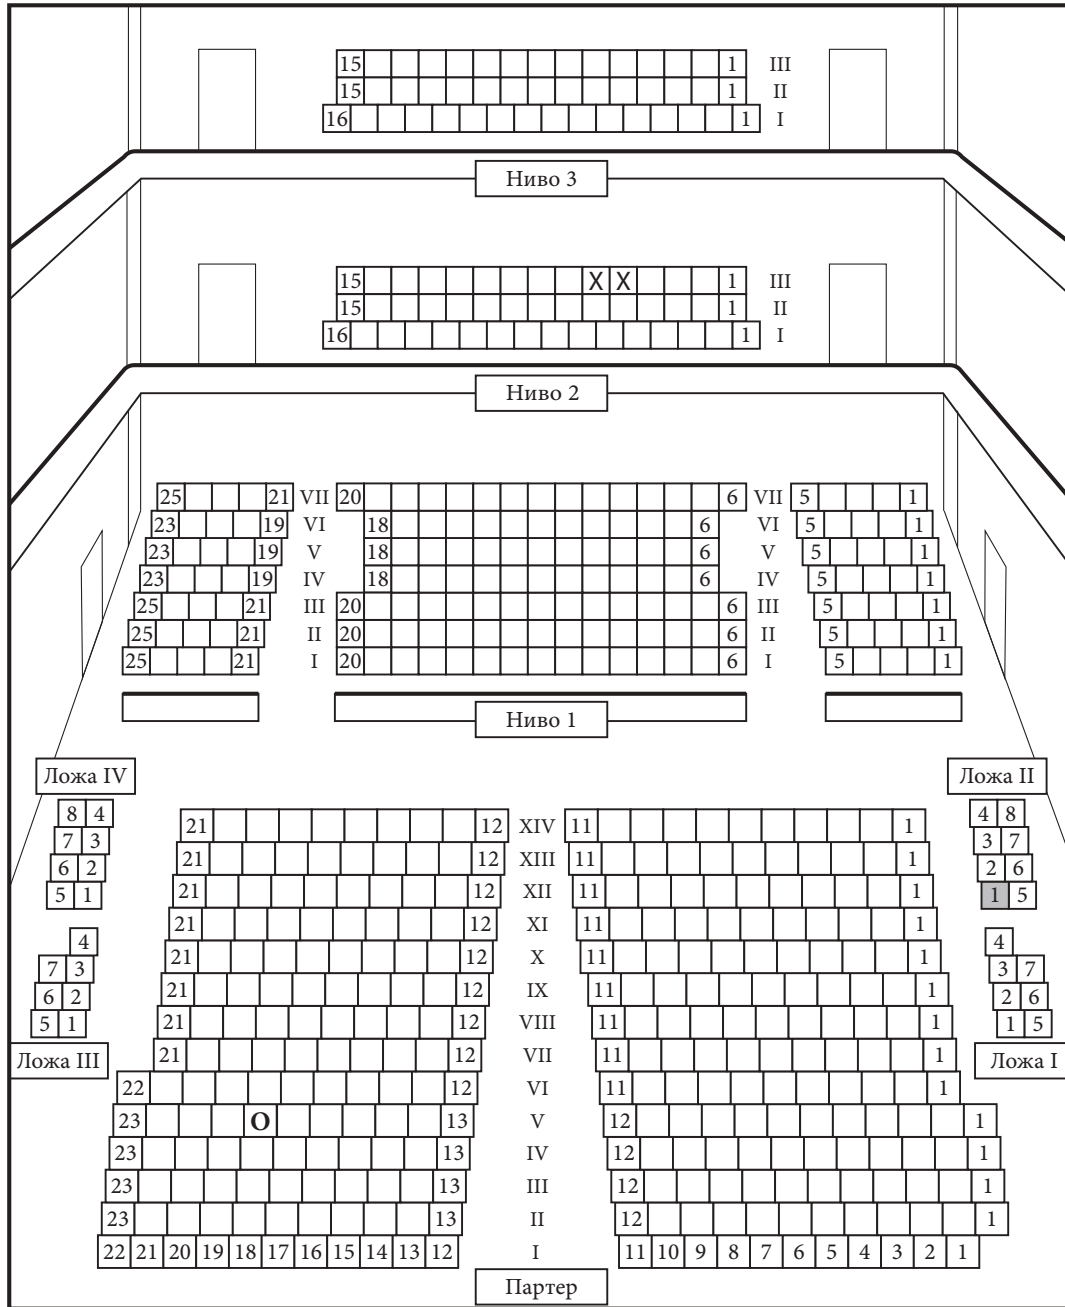 15 1 III
15 1 II
16 1 I
Ниво 3
15 X X 1 III
15 1 II
16 1 I
Ниво 2
25 21 VII 20 6 VII 5 1
23 19 VI 18 6 VI 5 1
23 19 V 18 6 V 5 1
23 19 IV 18 6 IV 5 1
25 21 III 20 6 III 5 1
25 21 II 20 6 II 5 1
25 21 I 20 6 I 5 1
Ниво 1
Ложа IV
8 4
7 3
6 2
5 1
4
7 3
6 2
5 1
Ложа III
Ложа II
4 8
3 7
2 6
1 5
4
3 7
2 6
1 5
Ложа I
21 12 XIV 11 1
21 12 XIII 11 1
21 12 XII 11 1
21 12 XI 11 1
21 12 X 11 1
21 12 IX 11 1
21 12 VIII 11 1
21 12 VII 11 1
22 12 VI 11 1
23 O 13 V 12 1
23 13 IV 12 1
23 13 III 12 1
23 13 II 12 1
22 21 20 19 18 17 16 15 14 13 12 I 11 10 9 8 7 6 5 4 3 2 1
Партер